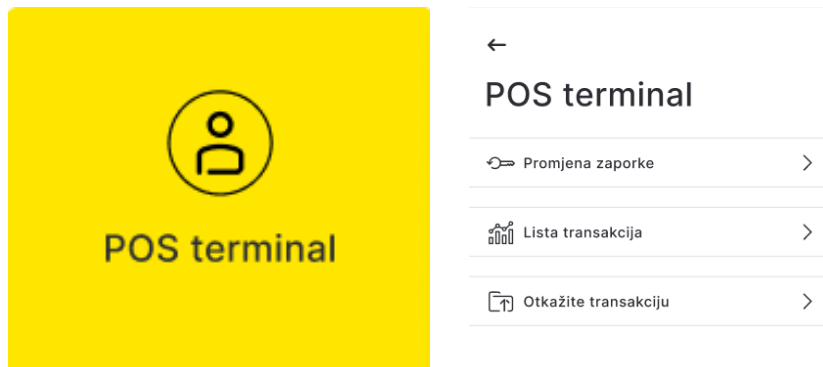 POS terminal
POS terminal
Promjena zaporke
Lista transakcija
Otkažite transakciju